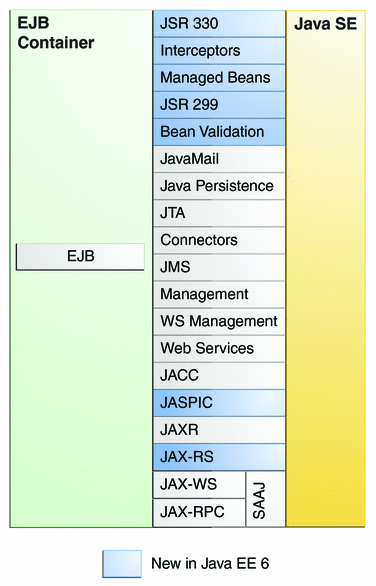 EJB
Container
EJB
JSR 330
Interceptors
Managed Beans
JSR 299
Bean Validation
JavaMail
Java Persistence
JTA
Connectors
JMS
Management
WS Management
Web Services
JACC
JASPIC
JAXR
JAX-RS
JAX-WS
JAX-RPC
SAAJ
Java SE
New in Java EE 6